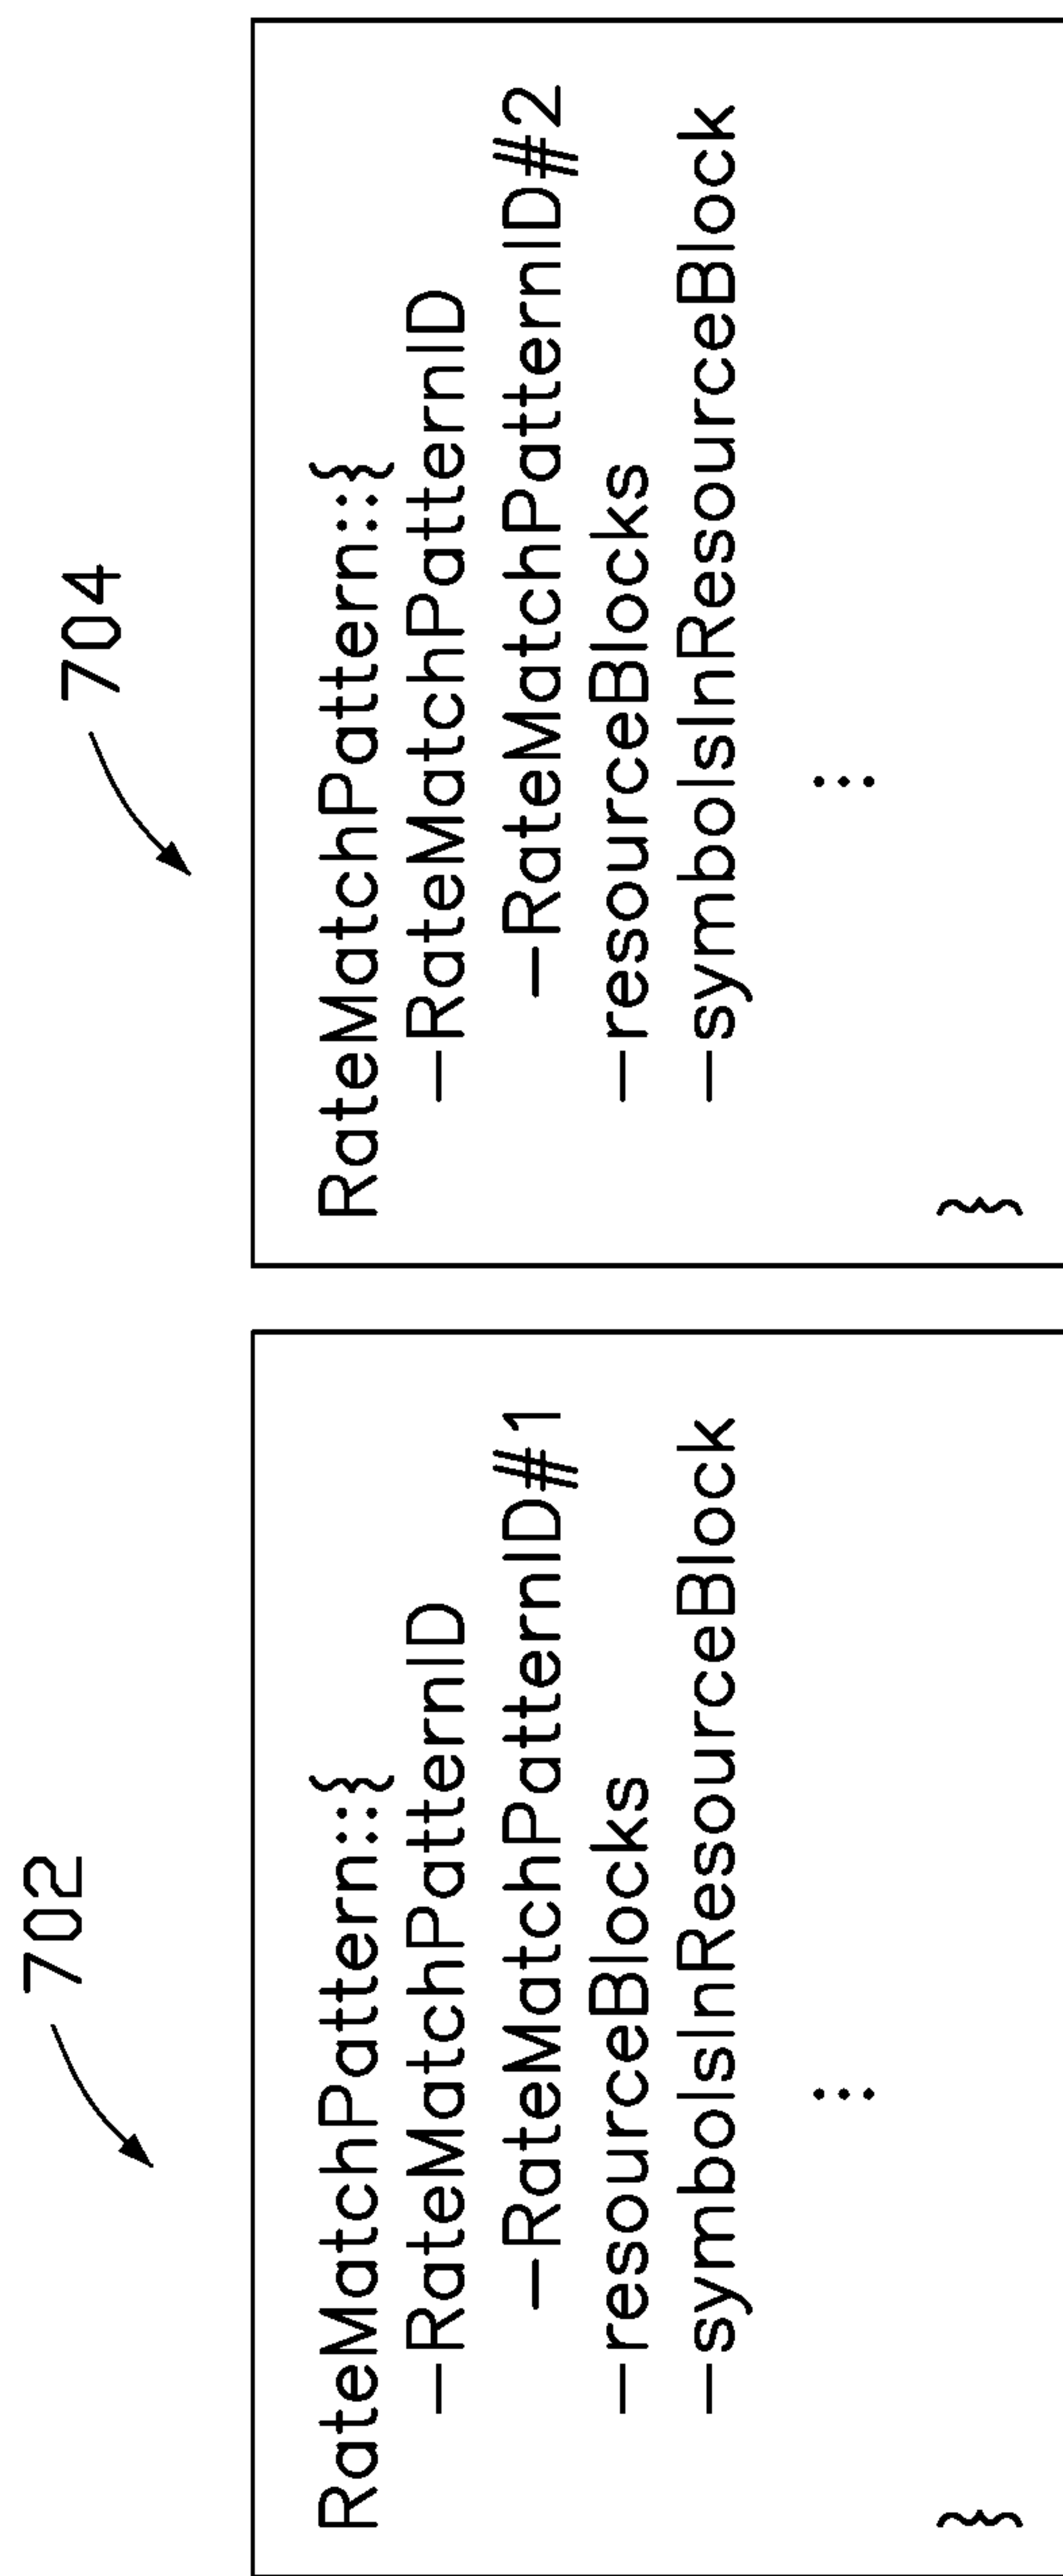 702
RateMatchPattern::{
-RateMatchPatternID
-RateMatchPatternID#1
-resourceBlocks
-symbolsInResourceBlock
⋮
}
704
RateMatchPattern::{
-RateMatchPatternID
-RateMatchPatternID#2
-resourceBlocks
-symbolsInResourceBlock
⋮
}